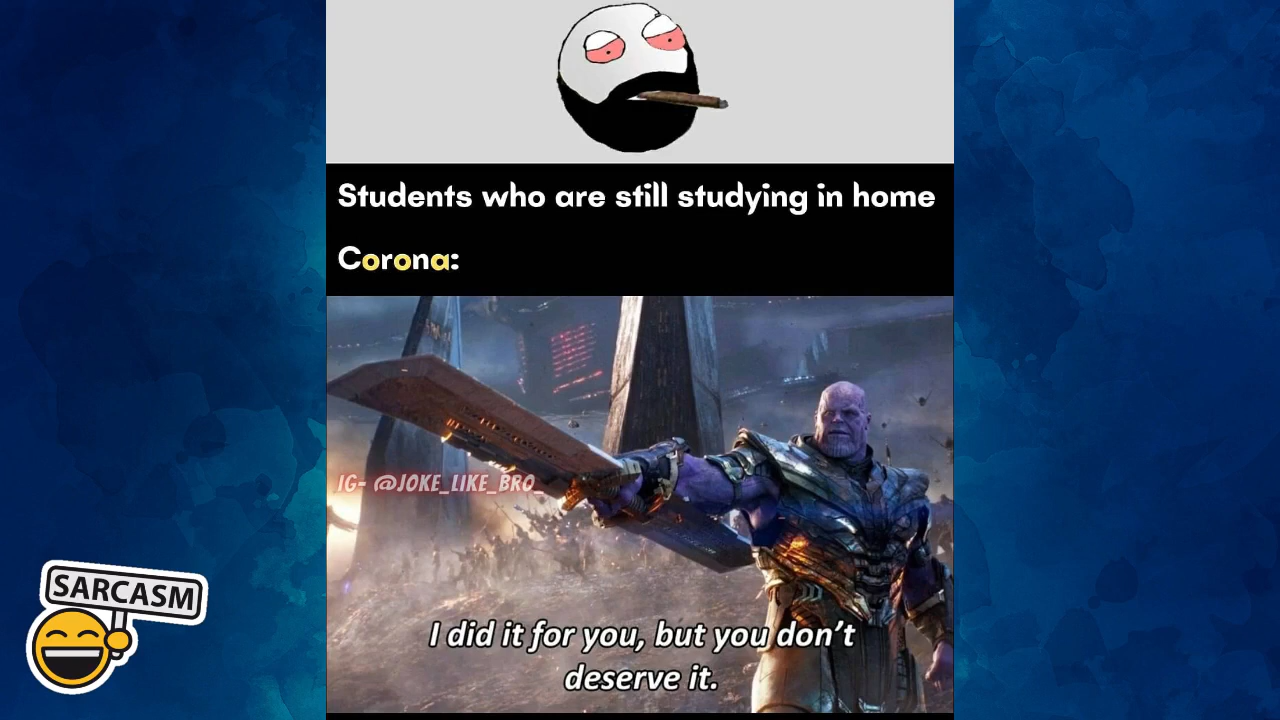 Students who are still studying in home
Corona:
IG- @JOKE_LIKE_BRO_
I did it for you, but you don't
deserve it.
SARCASM